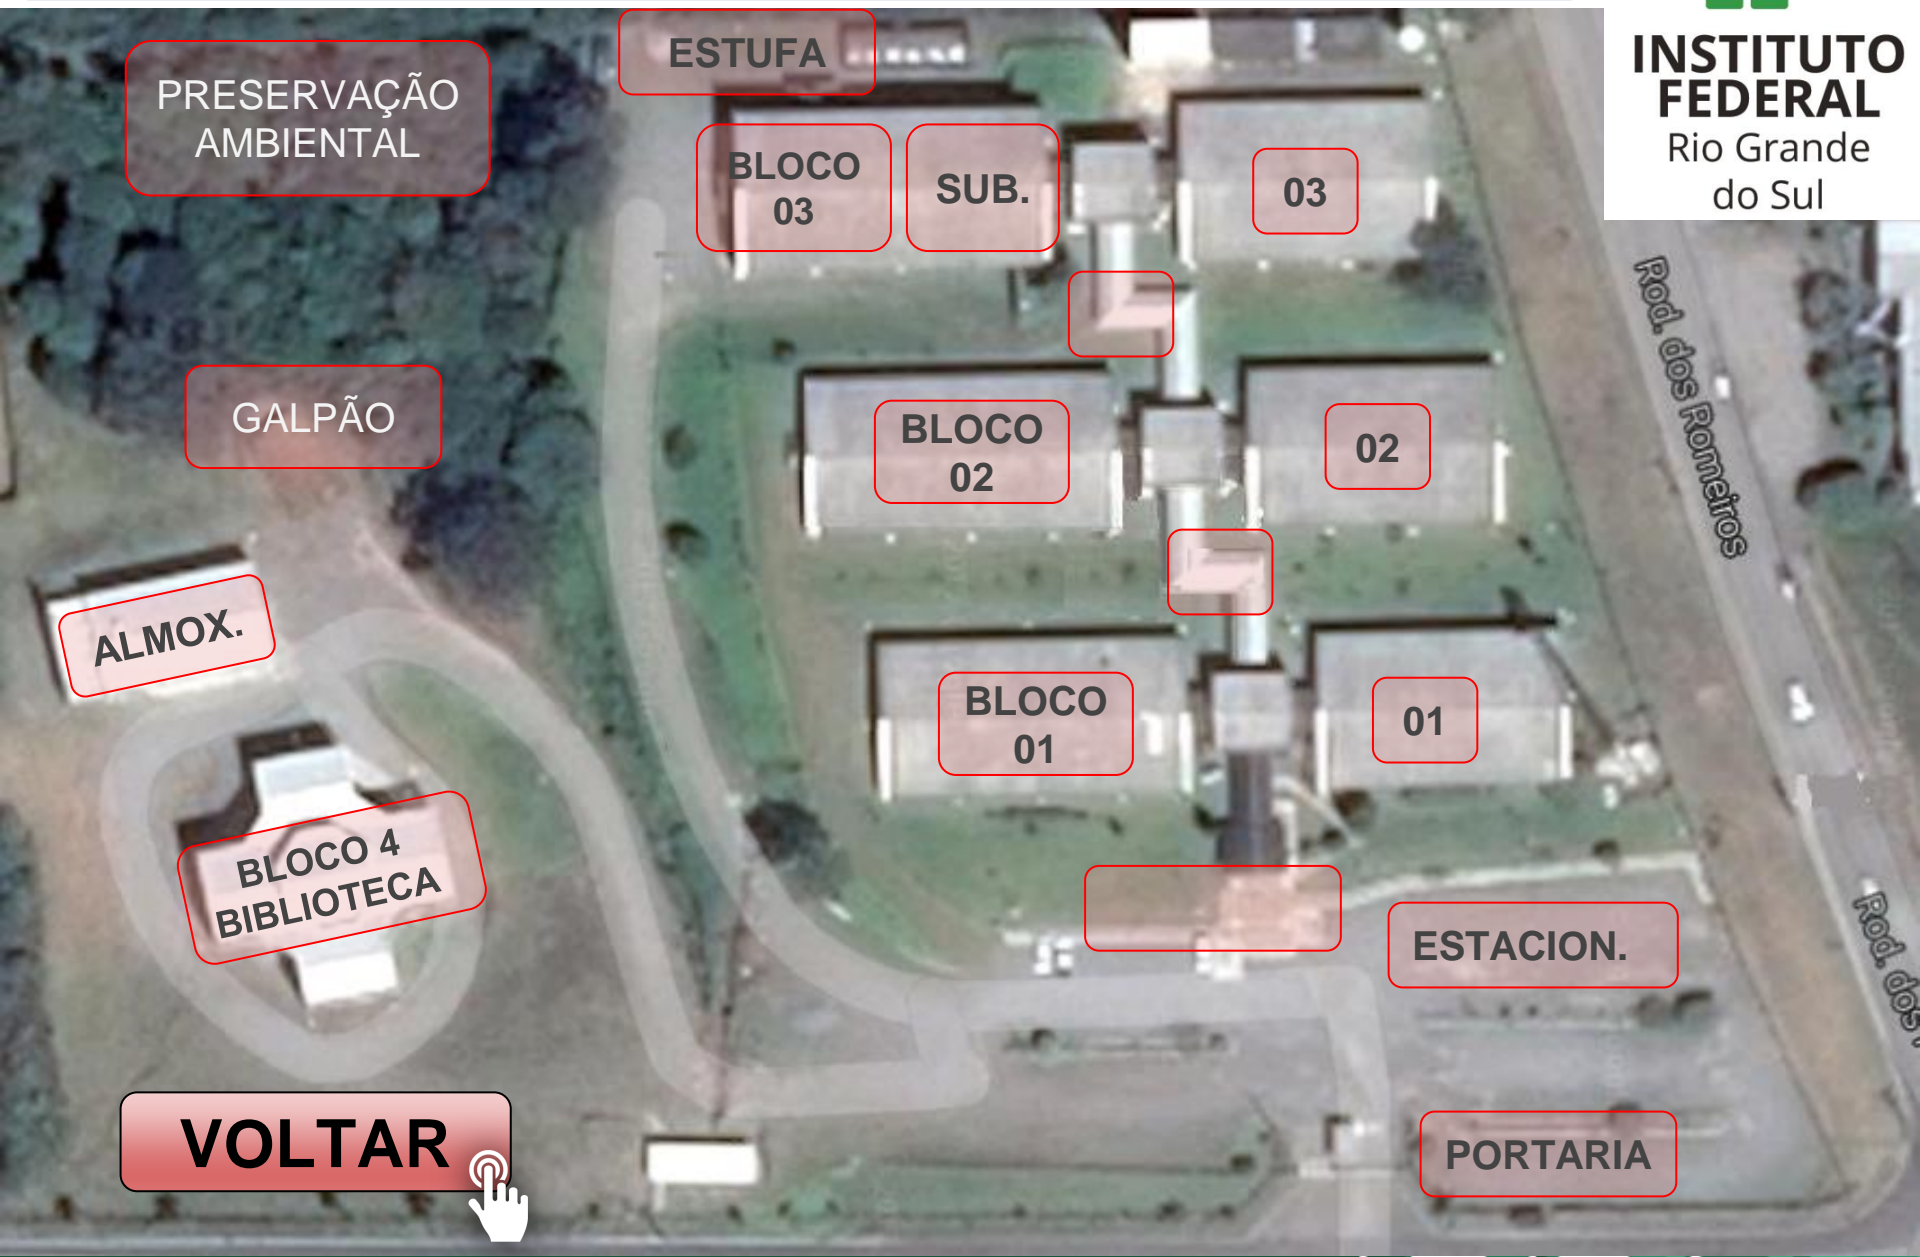 INSTITUTO
FEDERAL
Rio Grande
do Sul
ESTUFA
PRESERVAÇÃO
AMBIENTAL
BLOCO
03
SUB.
03
Rod. dos Romeiros
GALPÃO
BLOCO
02
02
ALMOX.
BLOCO
01
01
BLOCO 4
BIBLIOTECA
ESTACION.
Rod. dos
VOLTAR
PORTARIA